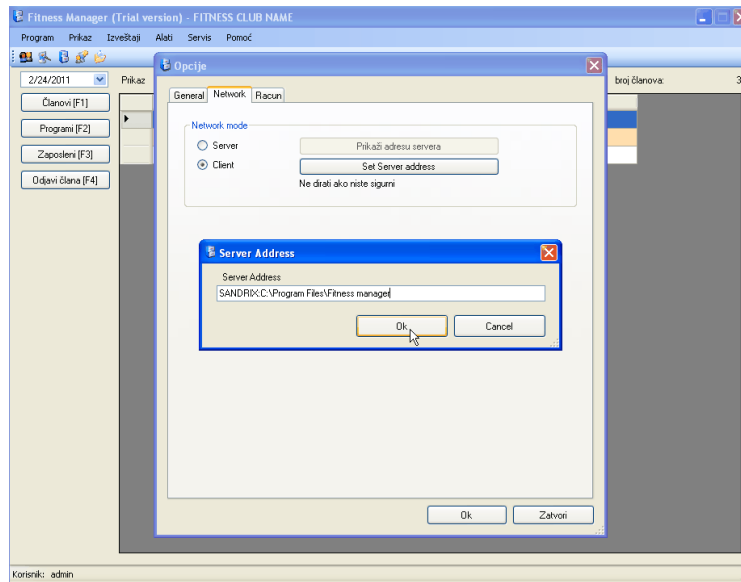 Fitness Manager (Trial version) - FITNESS CLUB NAME
Program Prikaz Izveštaji Alati Servis Pomoć
2/24/2011 Prikaz broj članova: 3
Članovi [F1]
Programi [F2]
Zaposleni [F3]
Odjavi člana [F4]
Opcije
General Network Racun
Network mode
Server Prikaži adresu servera
Client Set Server address
Ne dirati ako niste sigurni
Server Address
Server Address
SANDRIX:C:\Program Files\Fitness manager
Ok Cancel
Ok Zatvori
Korisnik: admin